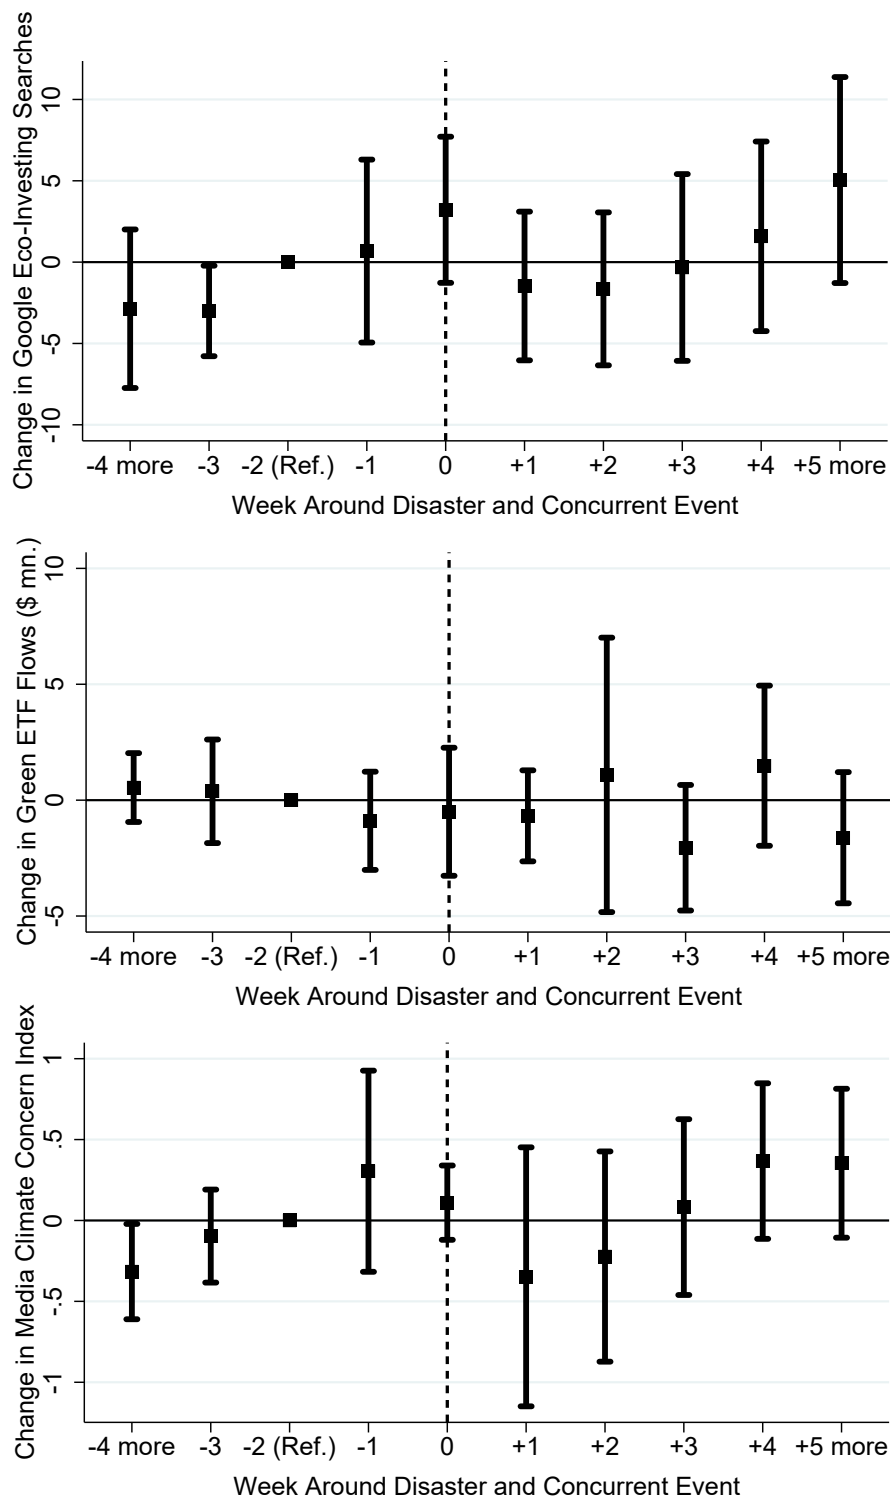 Change in Google Eco-Investing Searches
10
5
0
-5
-10
-4 more -3 -2 (Ref.) -1 0 +1 +2 +3 +4 +5 more
Week Around Disaster and Concurrent Event
Change in Green ETF Flows ($ mn.)
10
5
0
-5
-4 more -3 -2 (Ref.) -1 0 +1 +2 +3 +4 +5 more
Week Around Disaster and Concurrent Event
Change in Media Climate Concern Index
1
.5
0
-.5
-1
-4 more -3 -2 (Ref.) -1 0 +1 +2 +3 +4 +5 more
Week Around Disaster and Concurrent Event